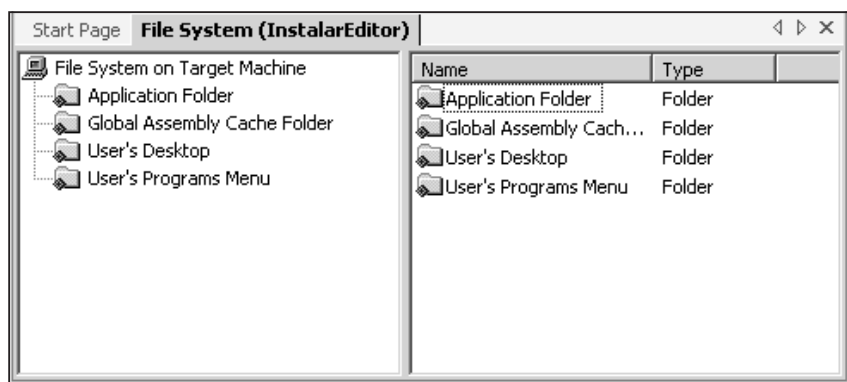 Start Page File System (InstalarEditor)
File System on Target Machine
Application Folder
Global Assembly Cache Folder
User's Desktop
User's Programs Menu
Name Type
Application Folder Folder
Global Assembly Cach... Folder
User's Desktop Folder
User's Programs Menu Folder